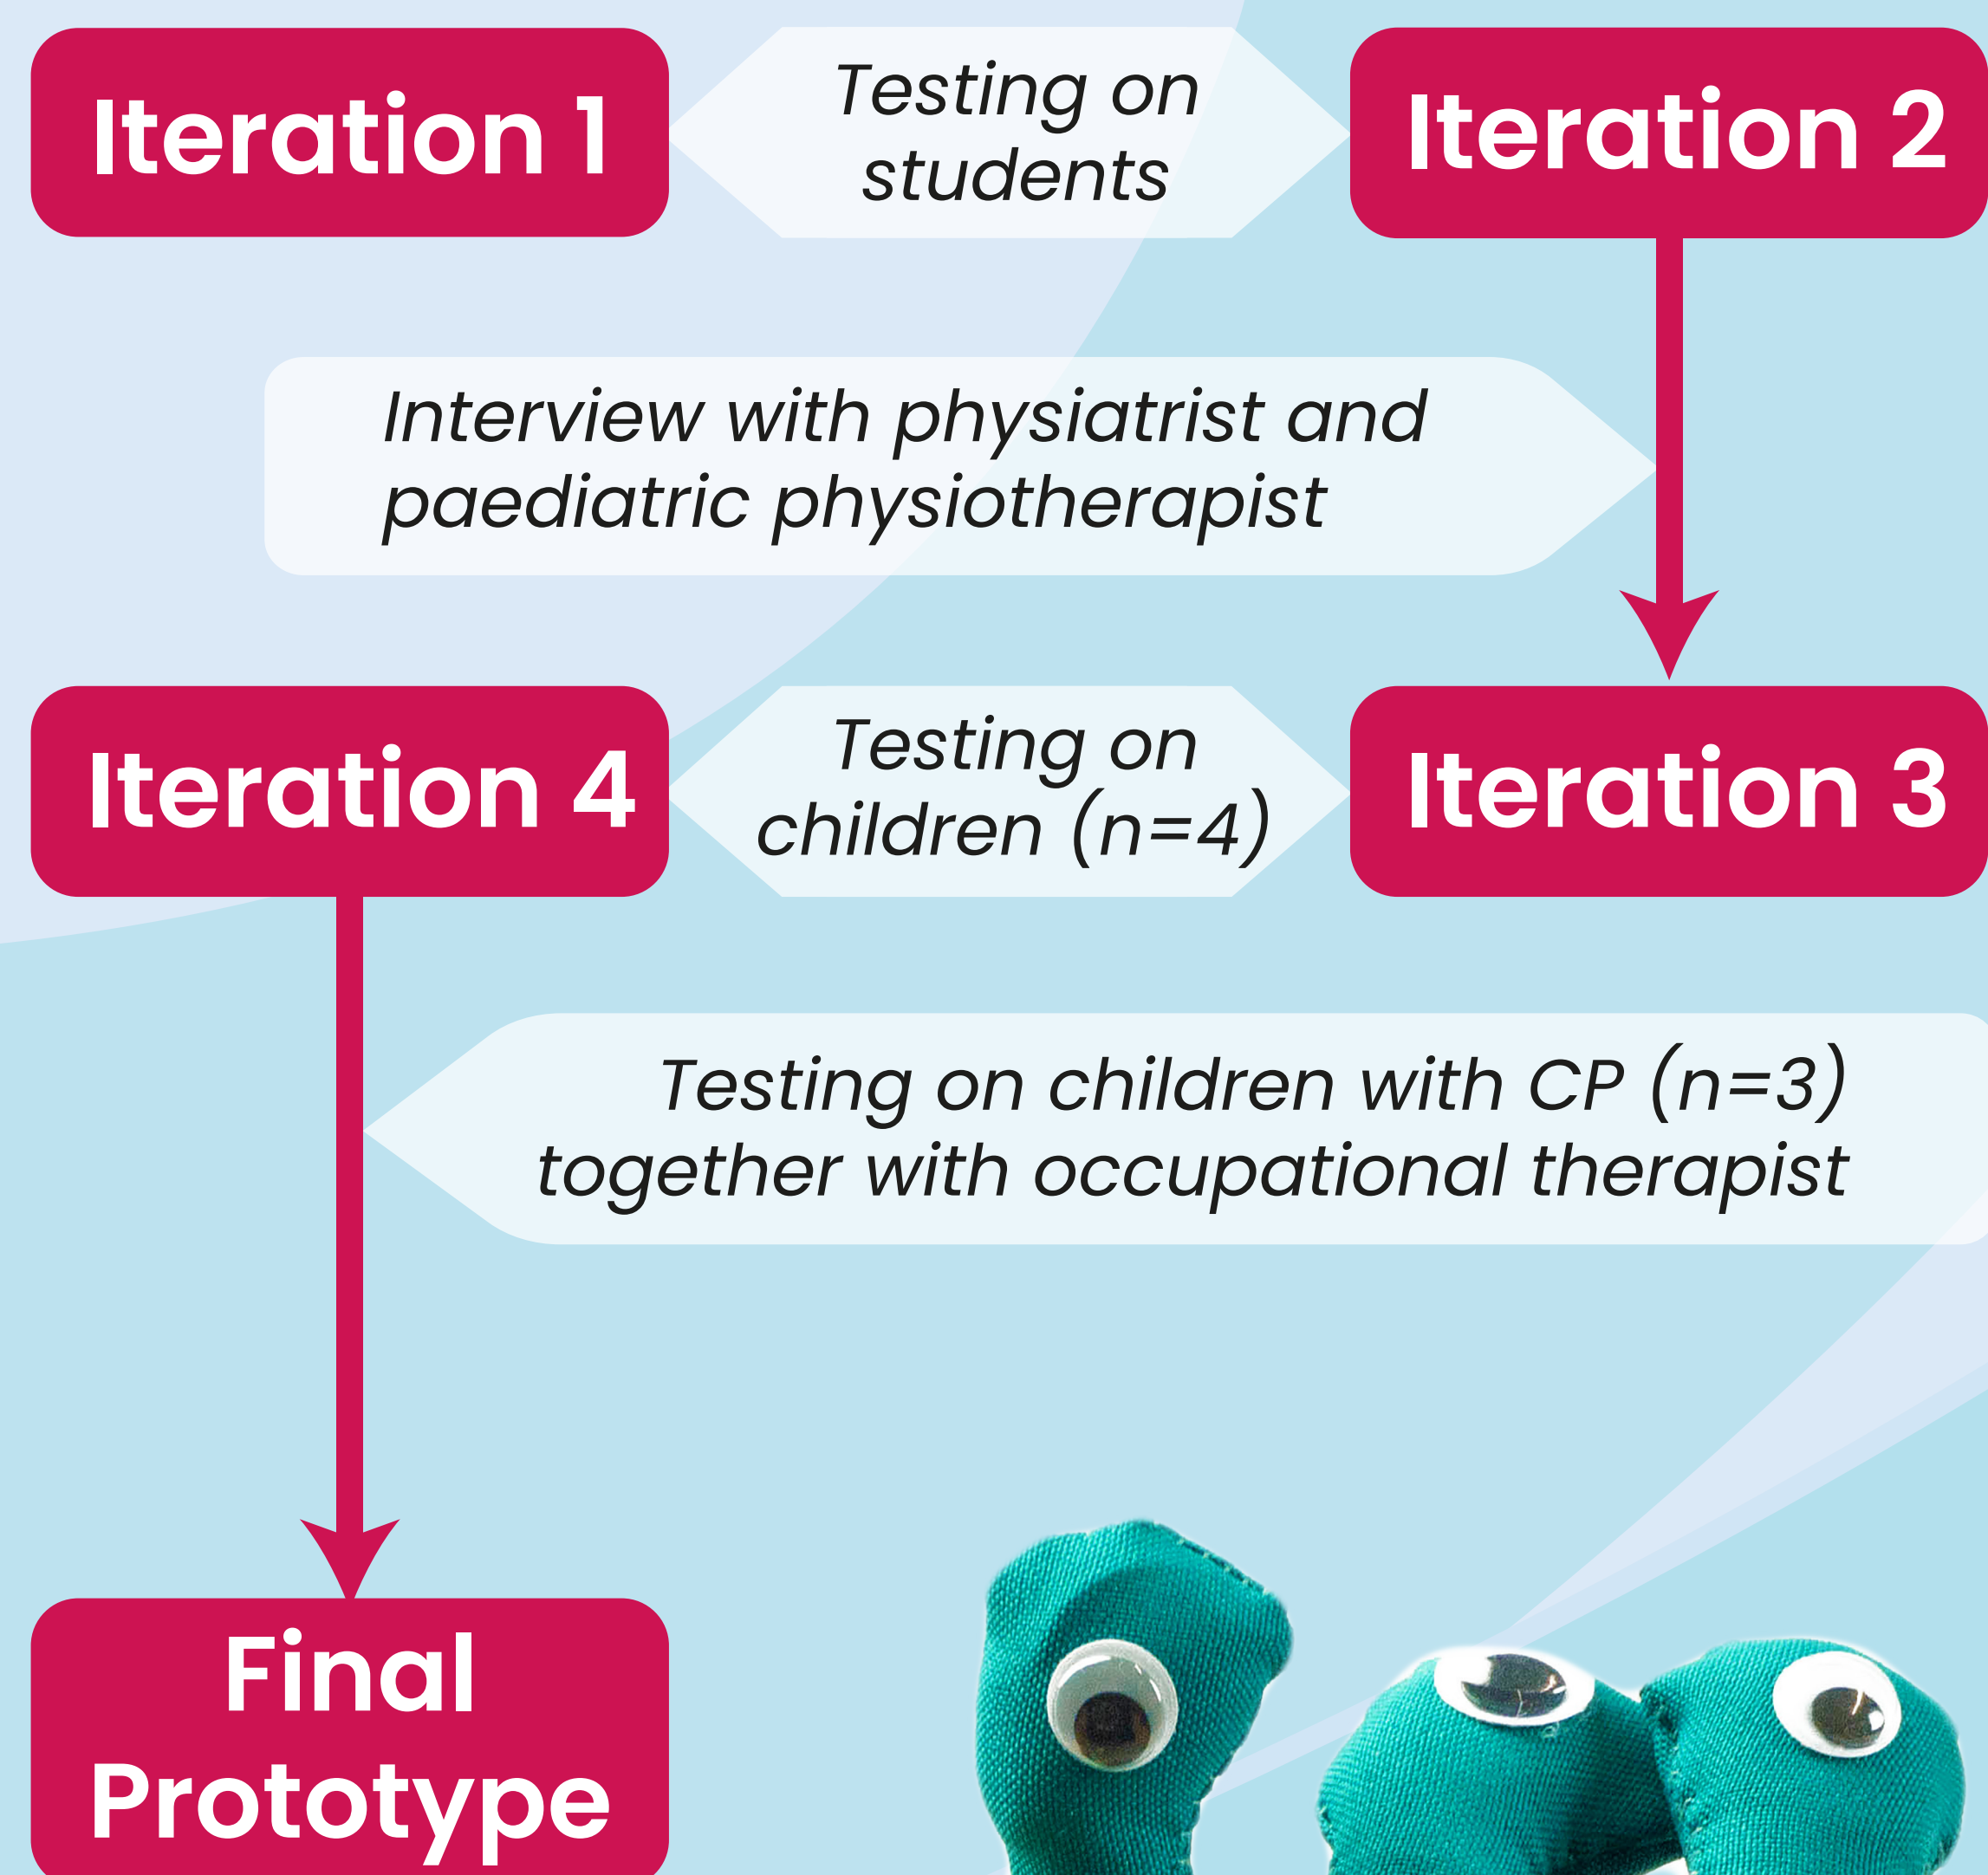 Iteration 1
Testing on
students
Iteration 2
Interview with physiatrist and
paediatric physiotherapist
Iteration 4
Testing on
children (n=4)
Iteration 3
Testing on children with CP (n=3)
together with occupational therapist
Final
Prototype